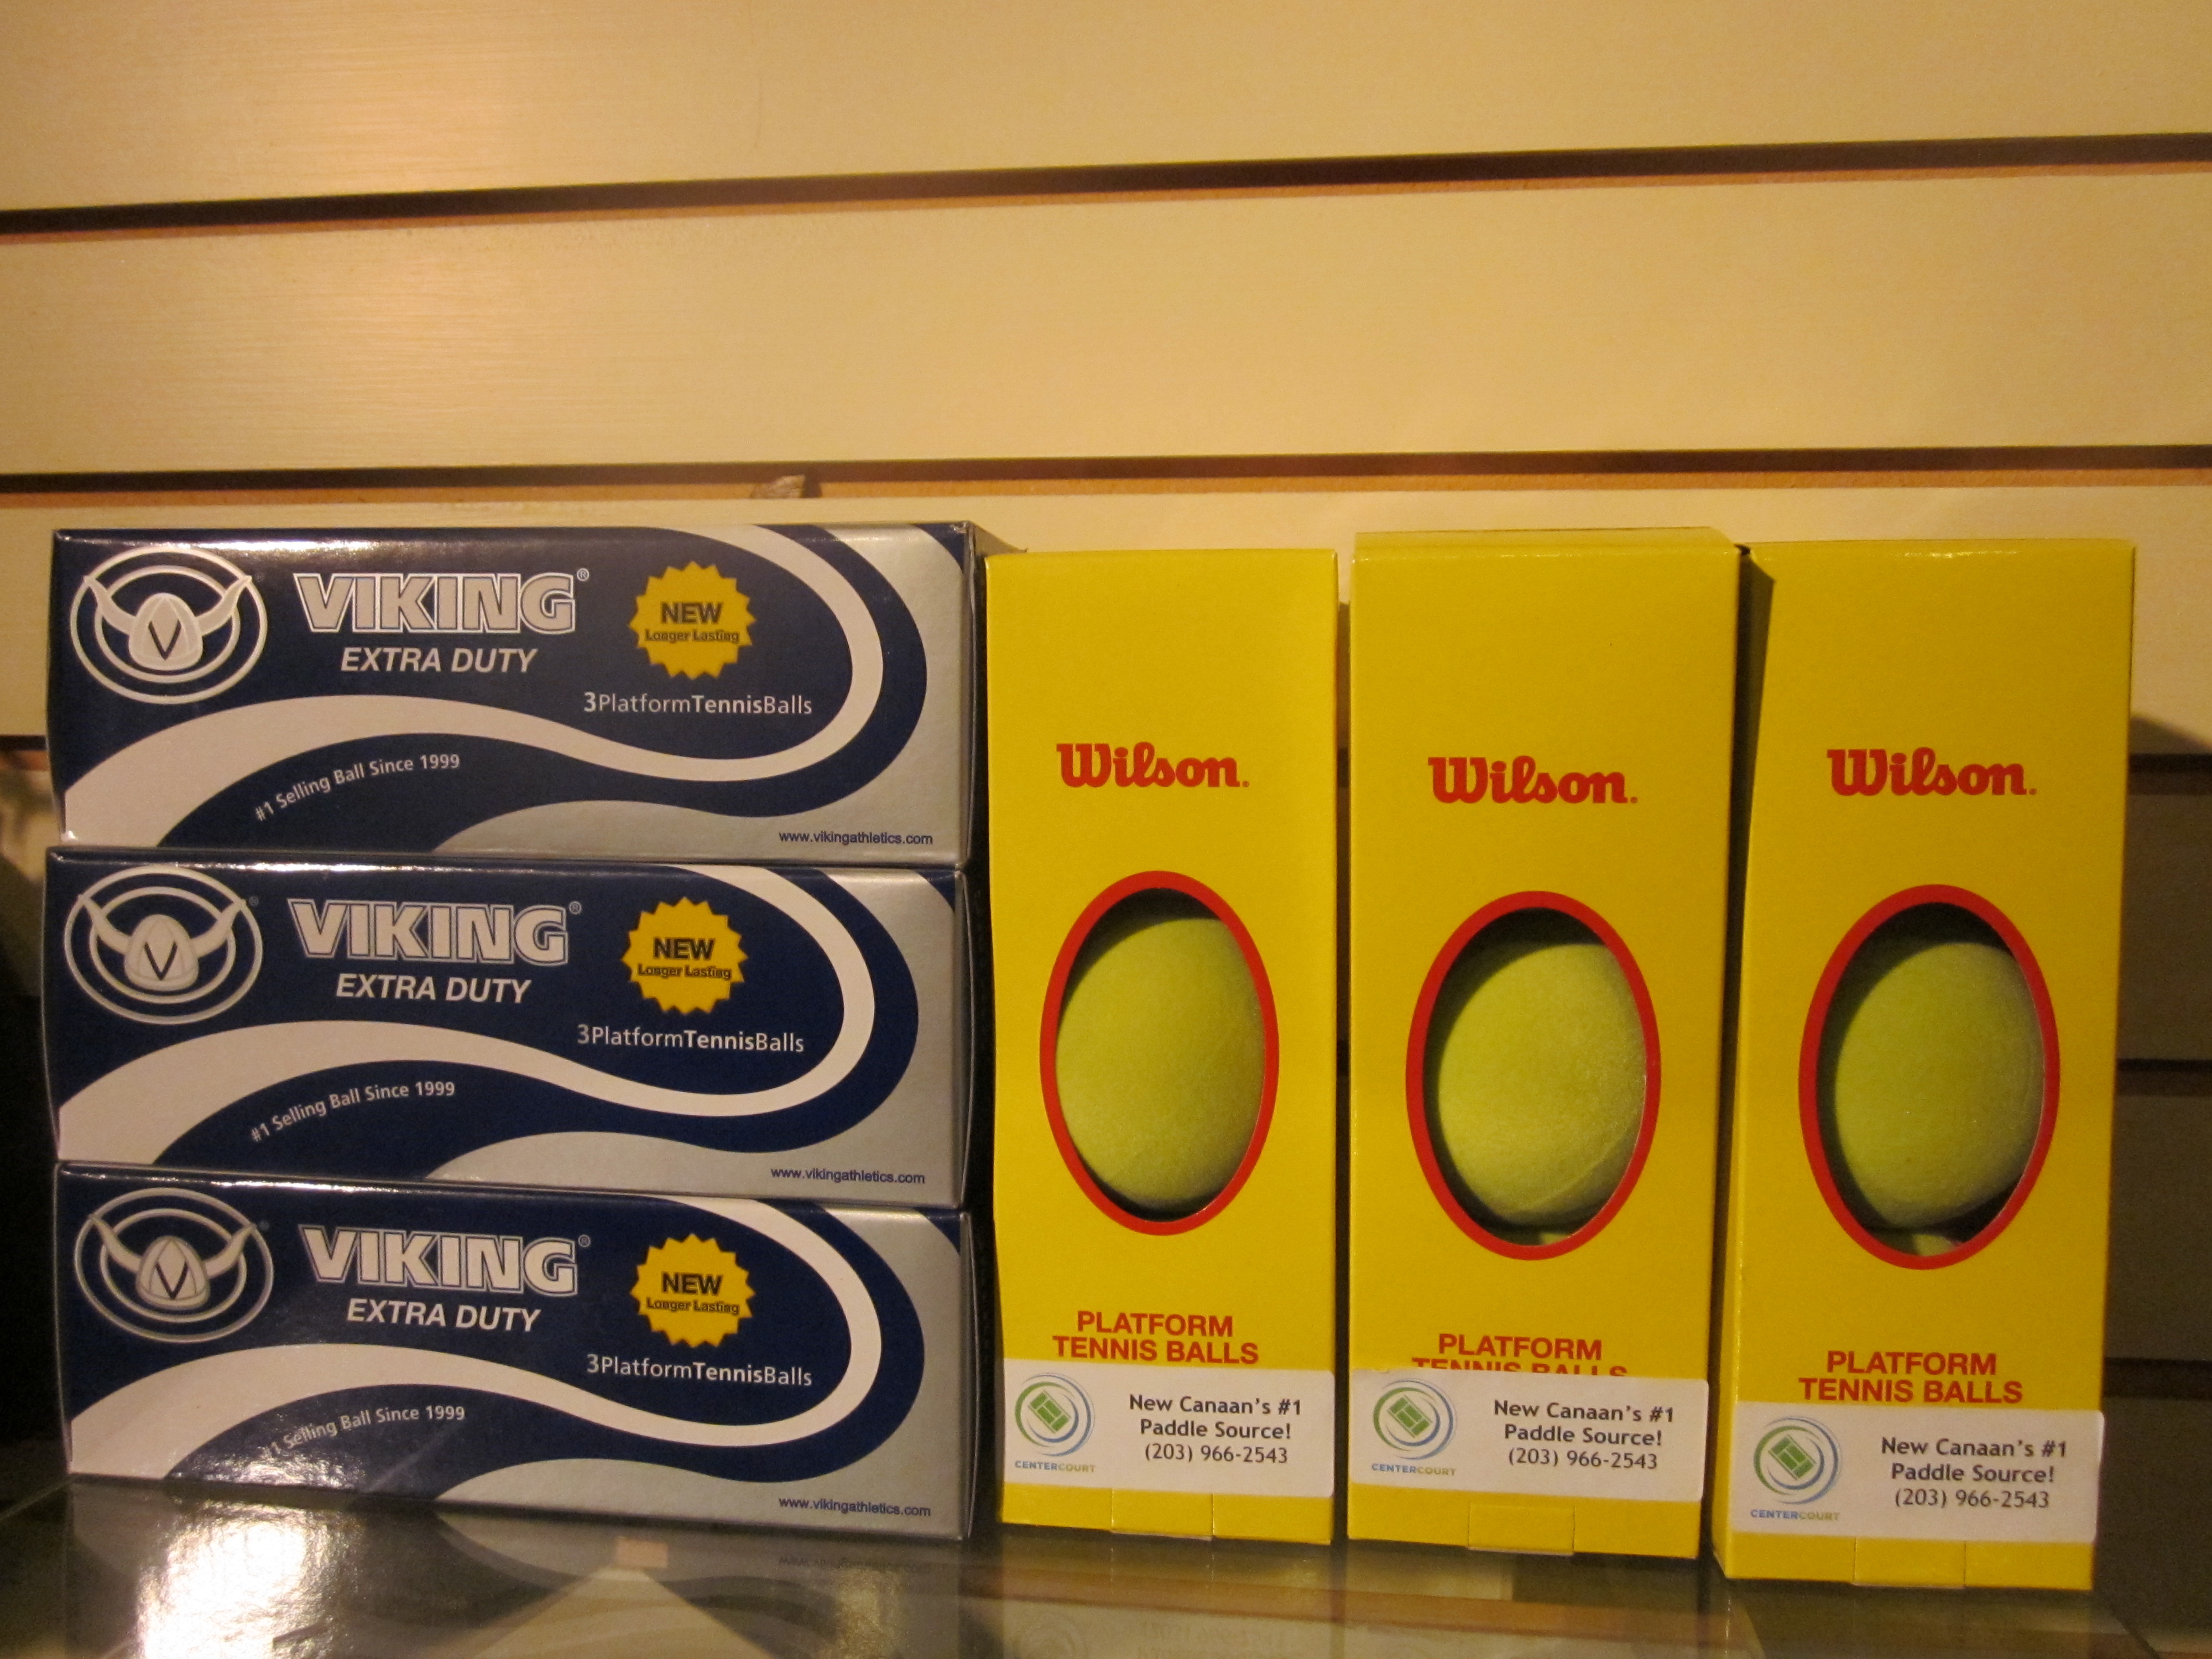 V
VIKING®
EXTRA DUTY
NEW
Longer Lasting
3PlatformTennisBalls
#1 Selling Ball Since 1999
www.vikingathletics.com
V
VIKING®
EXTRA DUTY
NEW
Longer Lasting
3PlatformTennisBalls
#1 Selling Ball Since 1999
www.vikingathletics.com
V
VIKING®
EXTRA DUTY
NEW
Longer Lasting
3PlatformTennisBalls
#1 Selling Ball Since 1999
www.vikingathletics.com
Wilson.
PLATFORM
TENNIS BALLS
New Canaan's #1
Paddle Source!
(203) 966-2543
CENTERCOURT
Wilson.
PLATFORM
TENNIS BALLS
New Canaan's #1
Paddle Source!
(203) 966-2543
CENTERCOURT
Wilson.
PLATFORM
TENNIS BALLS
New Canaan's #1
Paddle Source!
(203) 966-2543
CENTERCOURT